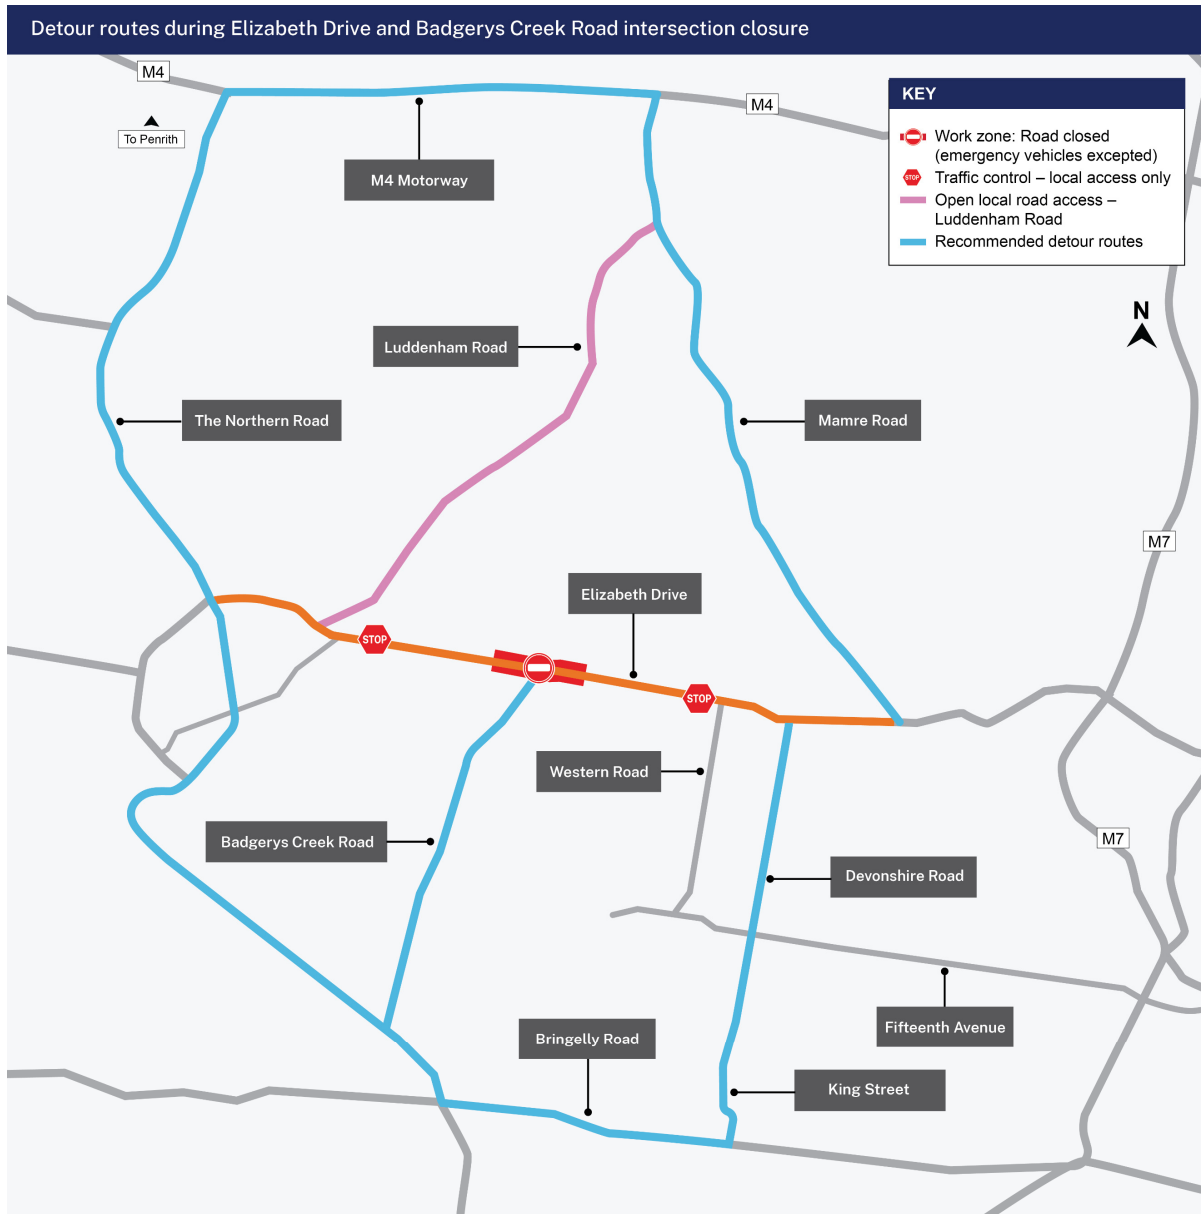 Detour routes during Elizabeth Drive and Badgerys Creek Road intersection closure
M4
To Penrith
M4
M4 Motorway
KEY
Work zone: Road closed
(emergency vehicles excepted)
STOP
Traffic control – local access only
Open local road access –
Luddenham Road
Recommended detour routes
N
Luddenham Road
The Northern Road
Mamre Road
M7
Elizabeth Drive
STOP
STOP
Western Road
Badgerys Creek Road
M7
Devonshire Road
Fifteenth Avenue
Bringelly Road
King Street